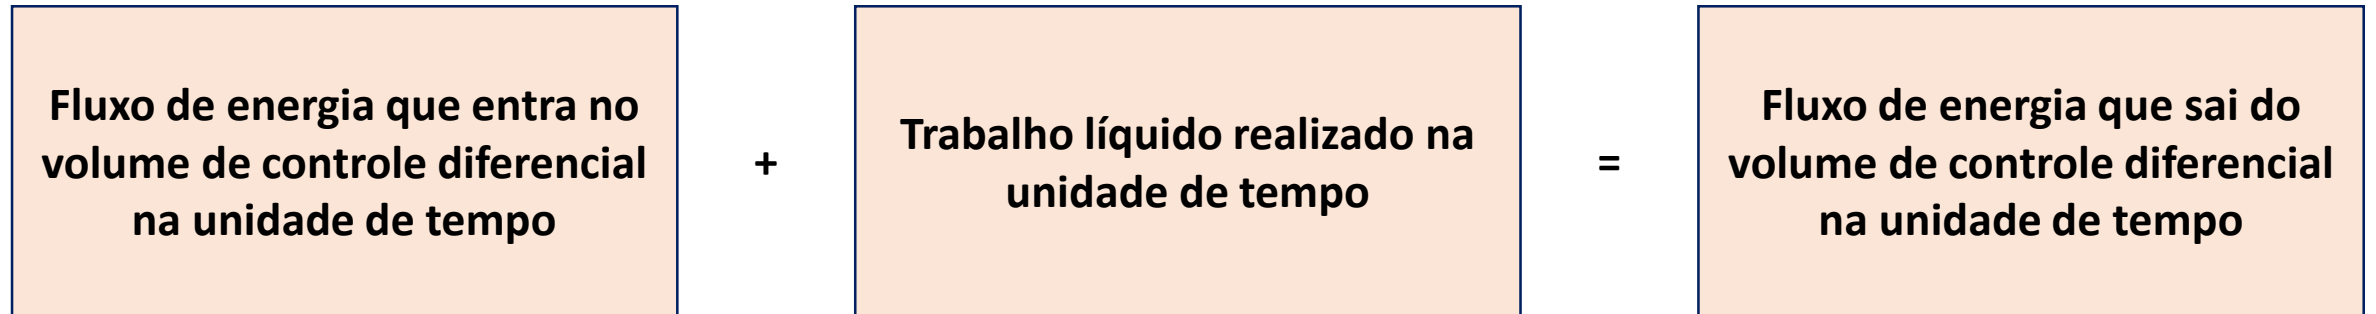 Fluxo de energia que entra no
volume de controle diferencial
na unidade de tempo
+
Trabalho líquido realizado na
unidade de tempo
=
Fluxo de energia que sai do
volume de controle diferencial
na unidade de tempo